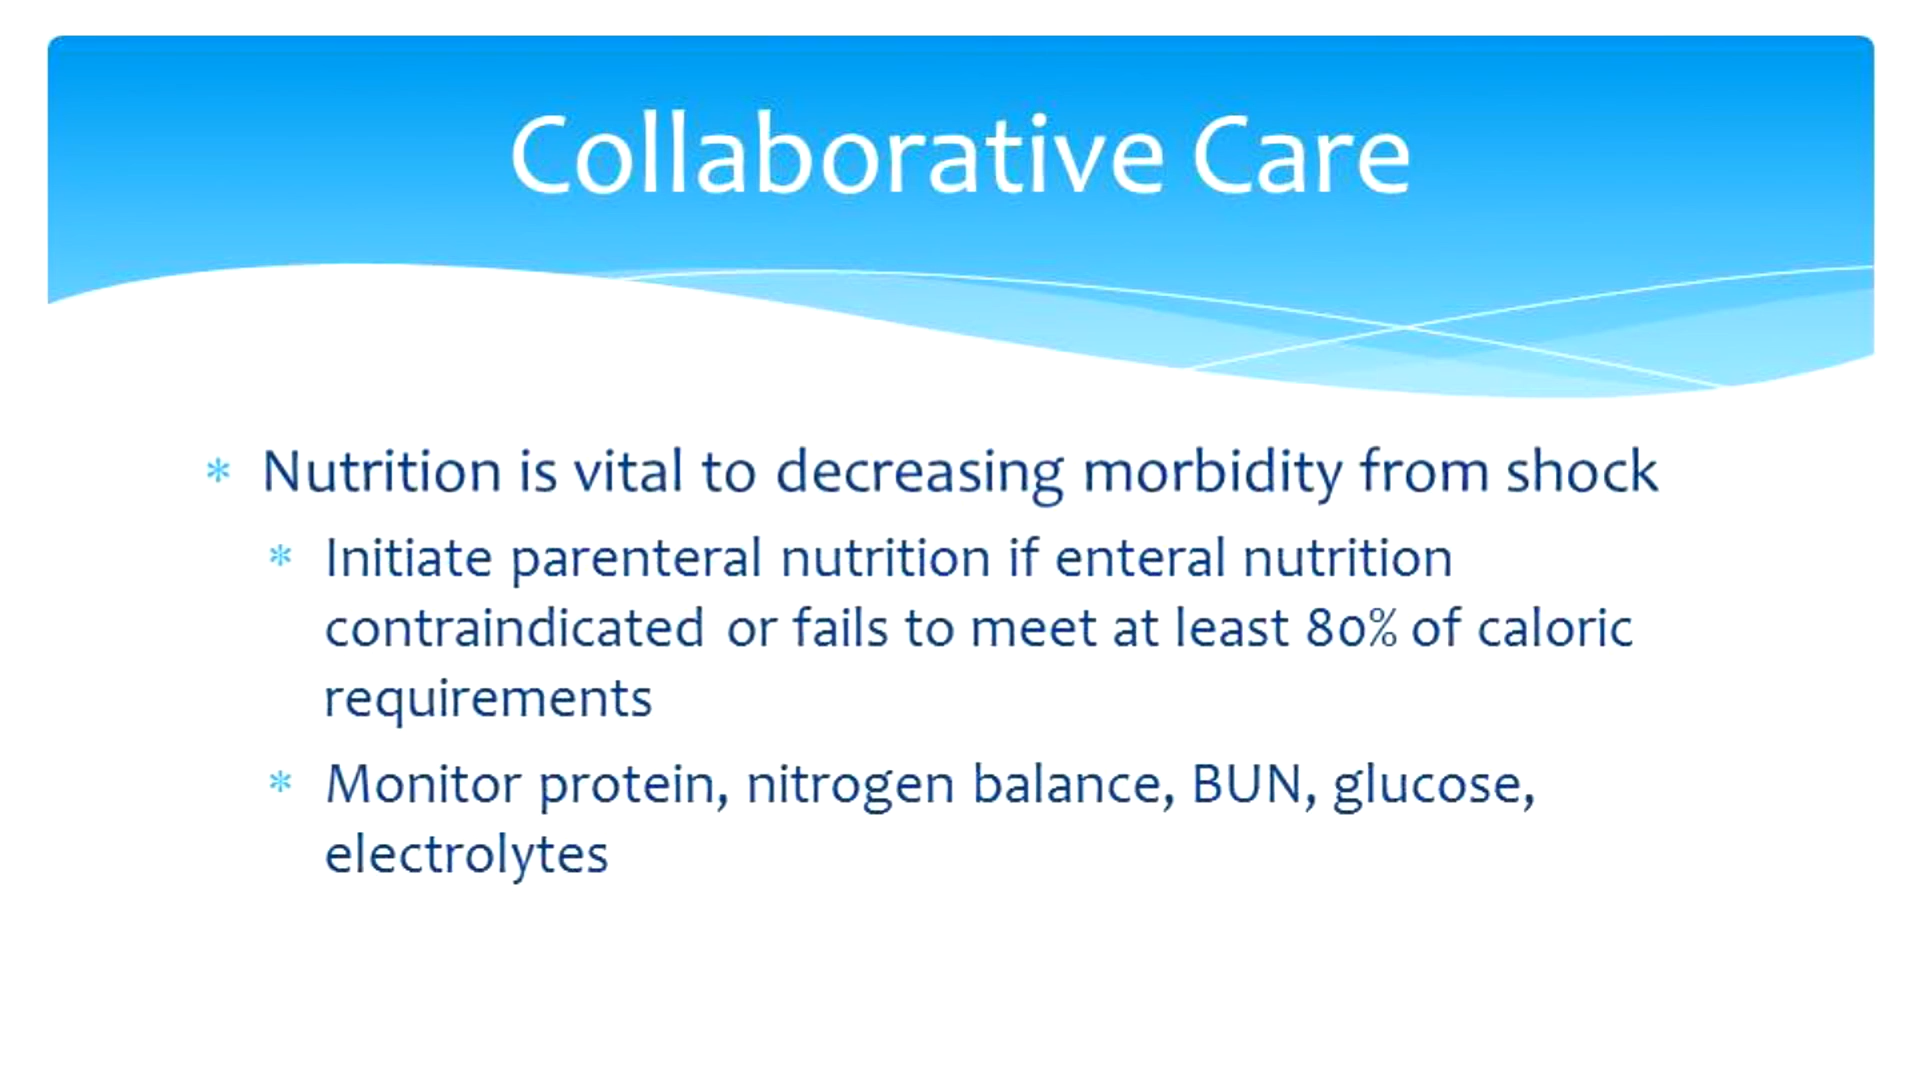 Collaborative Care
* Nutrition is vital to decreasing morbidity from shock
* Initiate parenteral nutrition if enteral nutrition
contraindicated or fails to meet at least 80% of caloric
requirements
* Monitor protein, nitrogen balance, BUN, glucose,
electrolytes